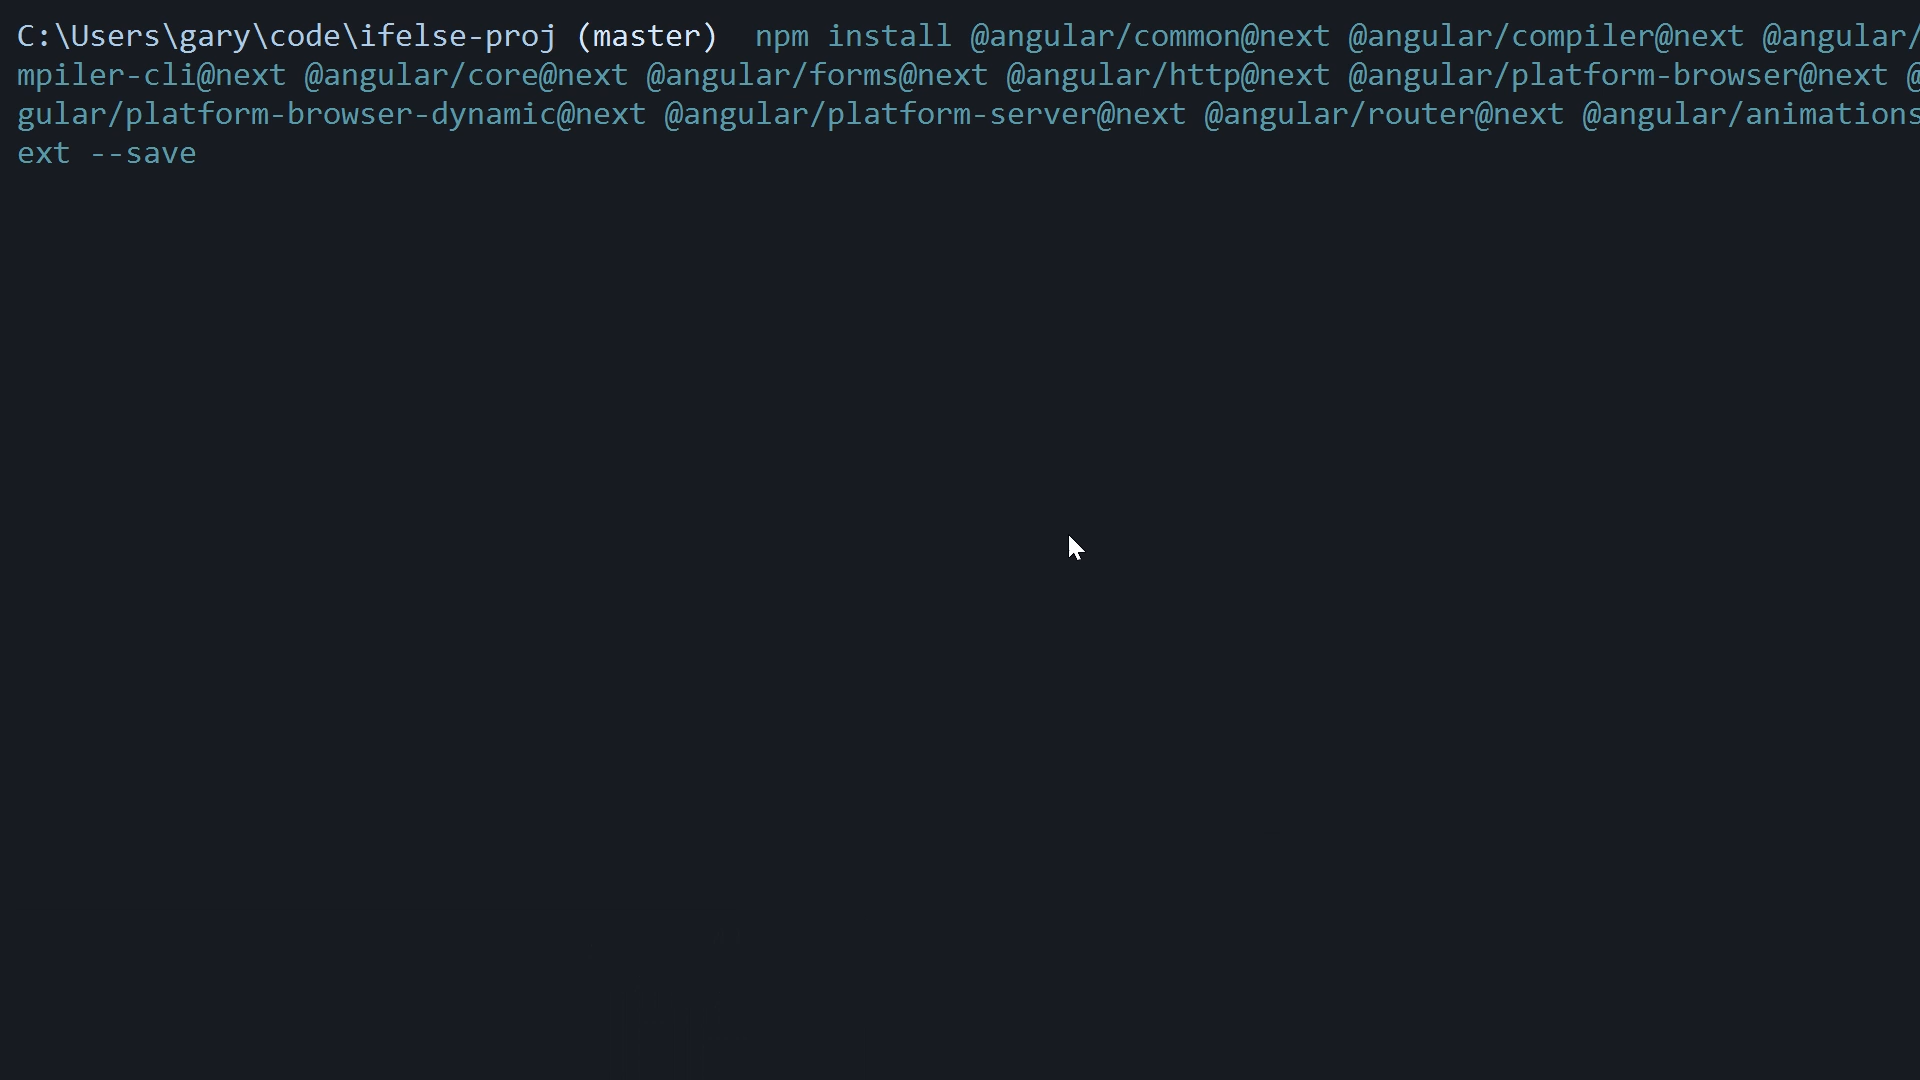 C:\Users\gary\code\ifelse-proj (master)  npm install @angular/common@next @angular/compiler@next @angular/
mpiler-cli@next @angular/core@next @angular/forms@next @angular/http@next @angular/platform-browser@next @
gular/platform-browser-dynamic@next @angular/platform-server@next @angular/router@next @angular/animations
ext --save